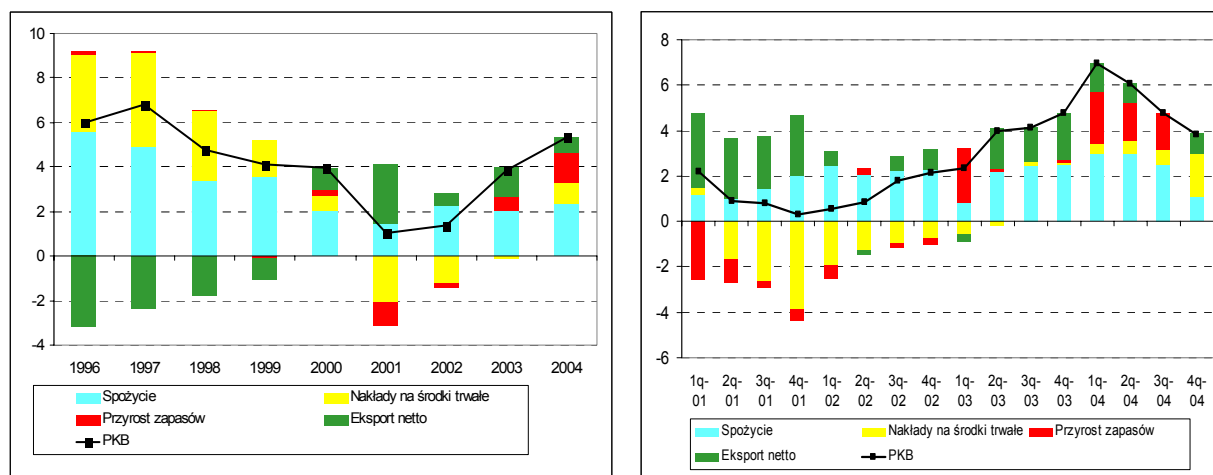 10
8
6
4
2
0
-2
-4
1996 1997 1998 1999 2000 2001 2002 2003 2004
Spożycie Nakłady na środki trwałe
Przyrost zapasów Eksport netto
PKB
8
6
4
2
0
-2
-4
-6
1q- 2q- 3q- 4q- 1q- 2q- 3q- 4q- 1q- 2q- 3q- 4q- 1q- 2q- 3q- 4q-
01 01 01 01 02 02 02 02 03 03 03 03 04 04 04 04
Spożycie Nakłady na środki trwałe Przyrost zapasów
Eksport netto PKB